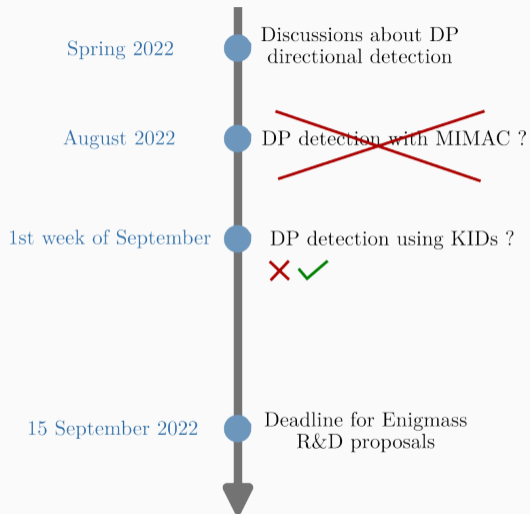 Spring 2022
Discussions about DP
directional detection
August 2022
DP detection with MIMAC ?
1st week of September
DP detection using KIDs ?
15 September 2022
Deadline for Enigmass
R&D proposals